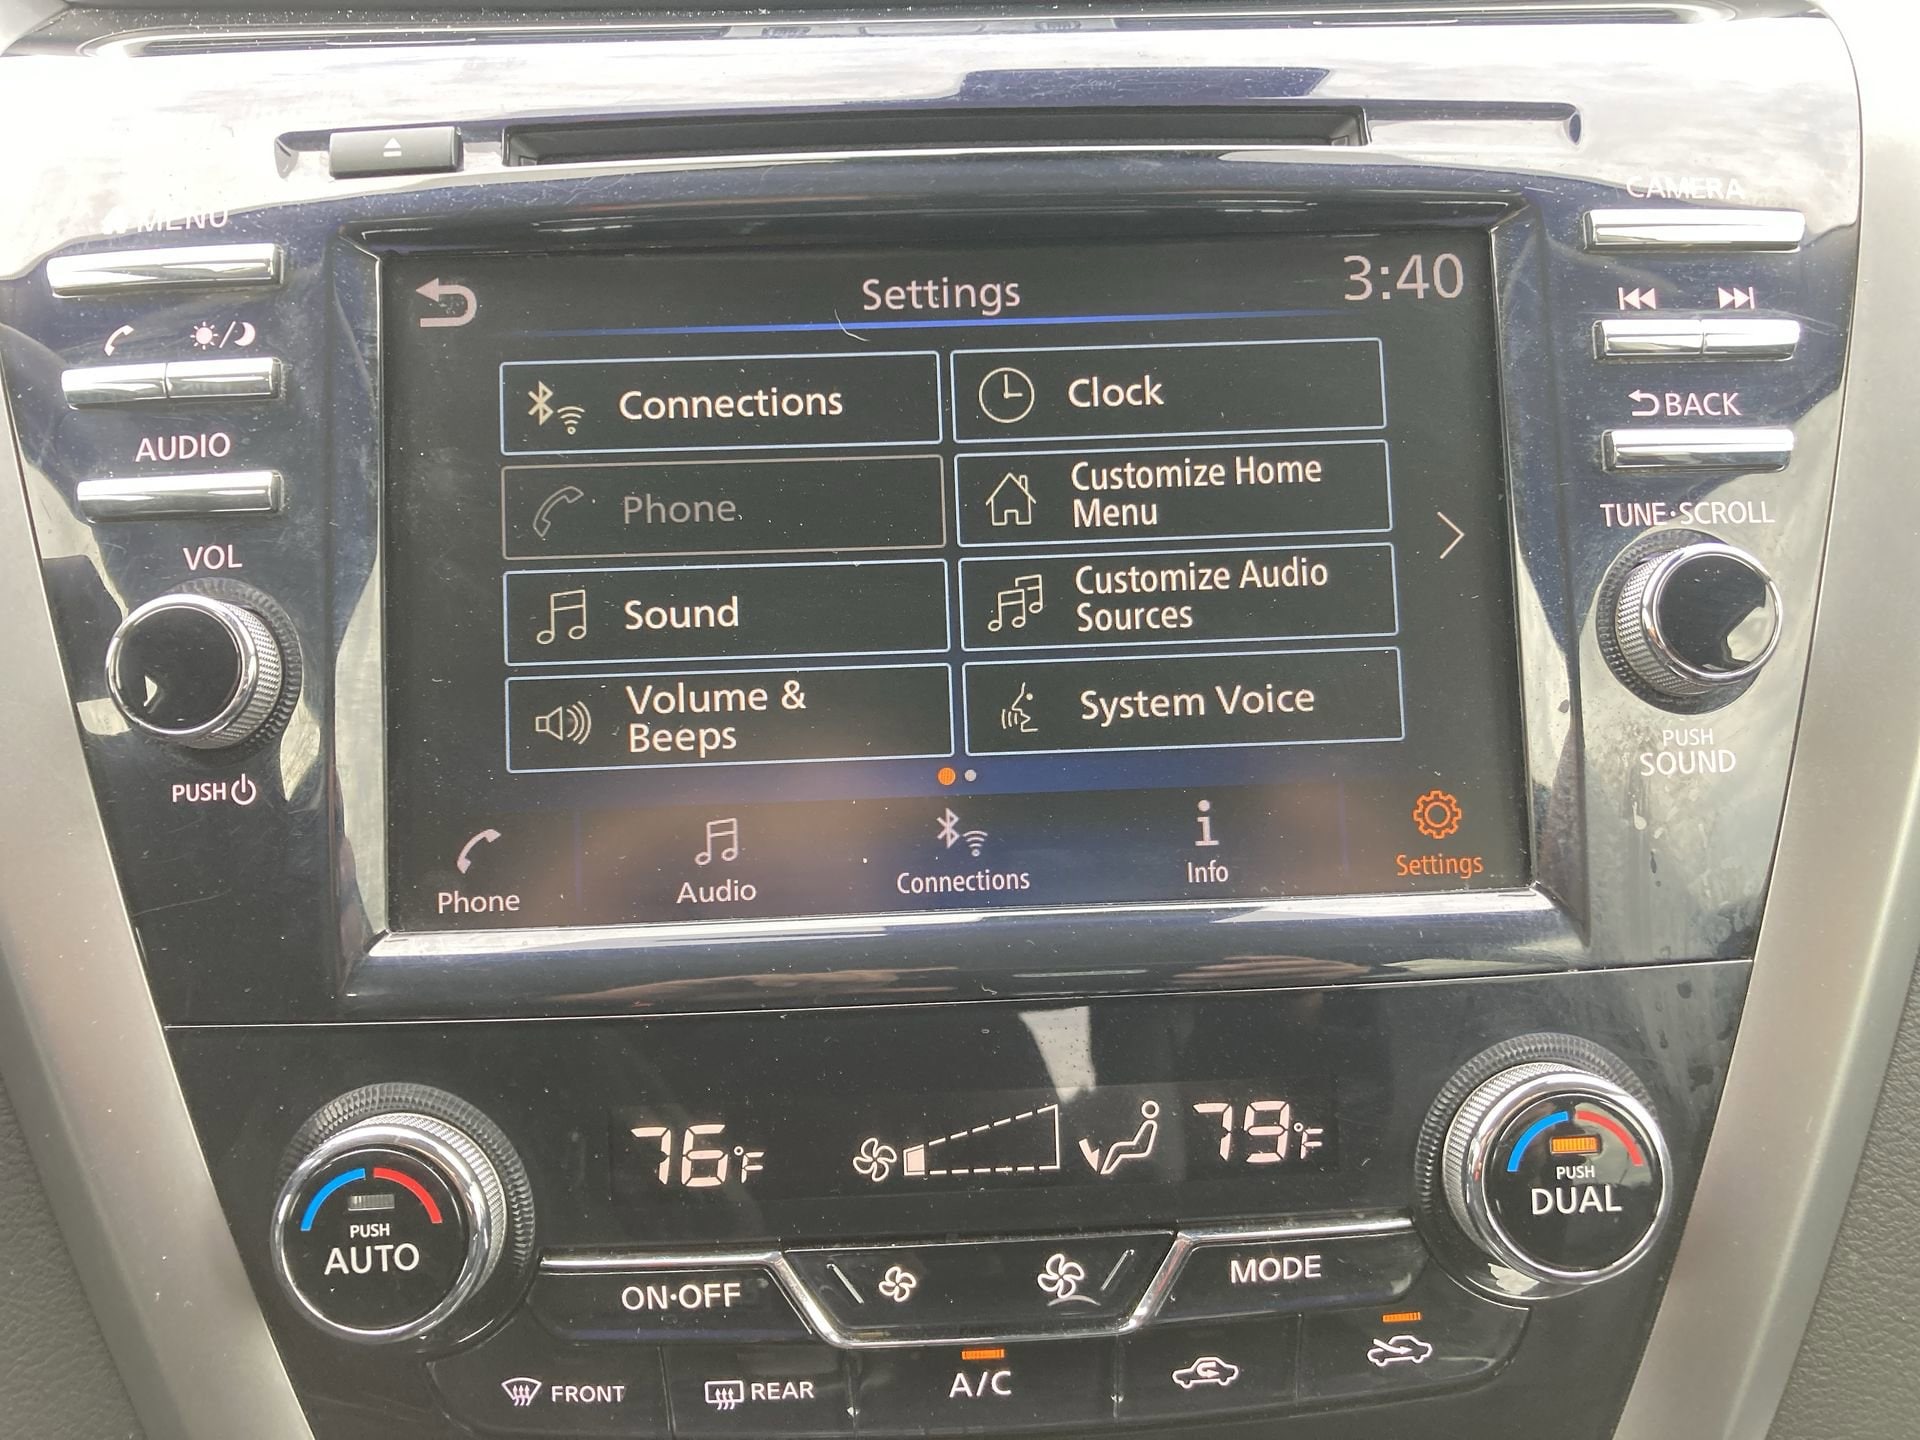 MENU
CAMERA
Settings
3:40
Connections
Clock
AUDIO
BACK
Phone
Customize Home
Menu
VOL
TUNE·SCROLL
Sound
Customize Audio
Sources
Volume &
Beeps
System Voice
PUSH
PUSH
SOUND
Phone
Audio
Connections
Info
Settings
76°F
79°F
PUSH
AUTO
PUSH
DUAL
ON·OFF
MODE
FRONT
REAR
A/C